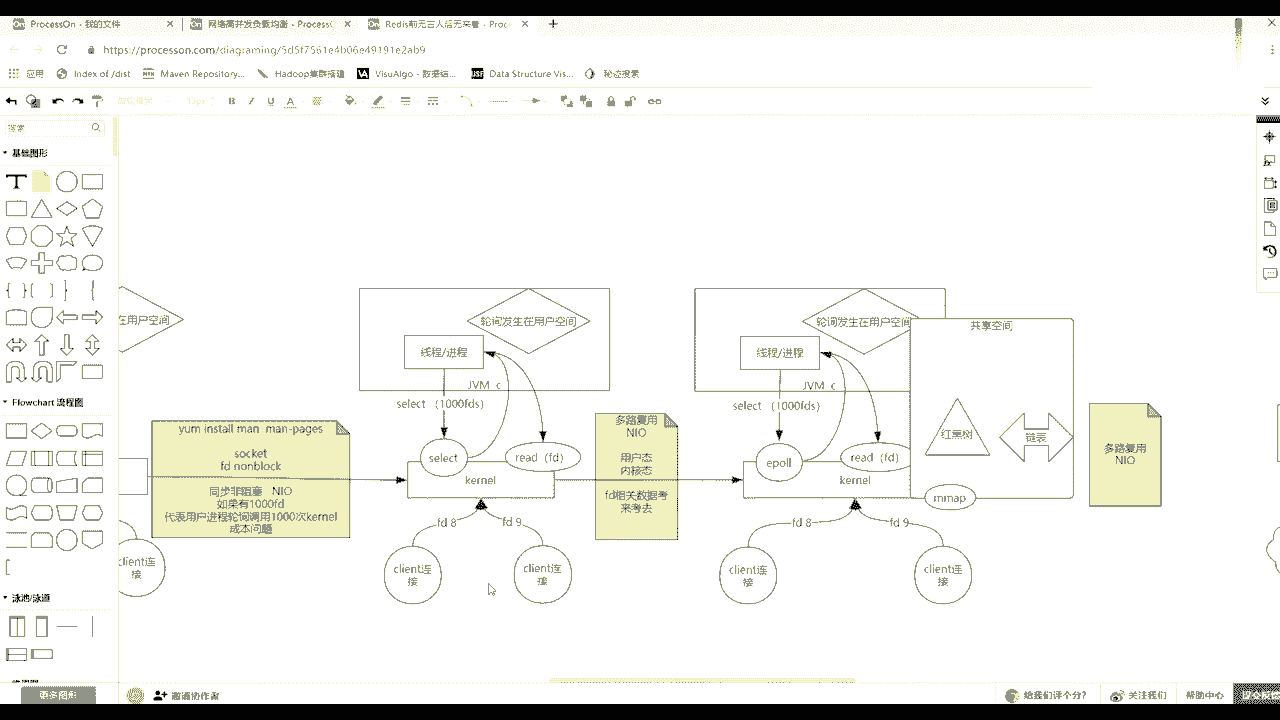 ProcessOn - 我的文件
网络高并发负载均衡 - ProcessO
Redis前无古人后无来者 - Proc
https://processon.com/diagraming/5d5f7561e4b06e49191e2ab9
应用
Index of /dist
Maven Repository...
Hadoop集群搭建
VisuAlgo - 数据结...
Data Structure Vis...
秘迹搜索
B I U A
搜索
基础图形
T
Flowchart 流程图
泳池/泳道
更多图形
邀请协作者
给我们评个分?
关注我们
帮助中心
在用户空间
yum install man man-pages
socket
fd nonblock
同步非阻塞 NIO
如果有1000fd
代表用户进程轮询调用1000次kernel
成本问题
client连
接
轮询发生在用户空间
线程/进程
JVM c
select （1000fds）
select
read（fd）
kernel
fd 8
fd 9
client连
接
client连
接
多路复用
NIO
用户态
内核态
fd相关数据考
来考去
轮询发生在用户空间
线程/进程
JVM c
select （1000fds）
epoll
read（fd）
kernel
fd 8
fd 9
client连
接
client连
接
共享空间
红黑树
链表
mmap
多路复用
NIO